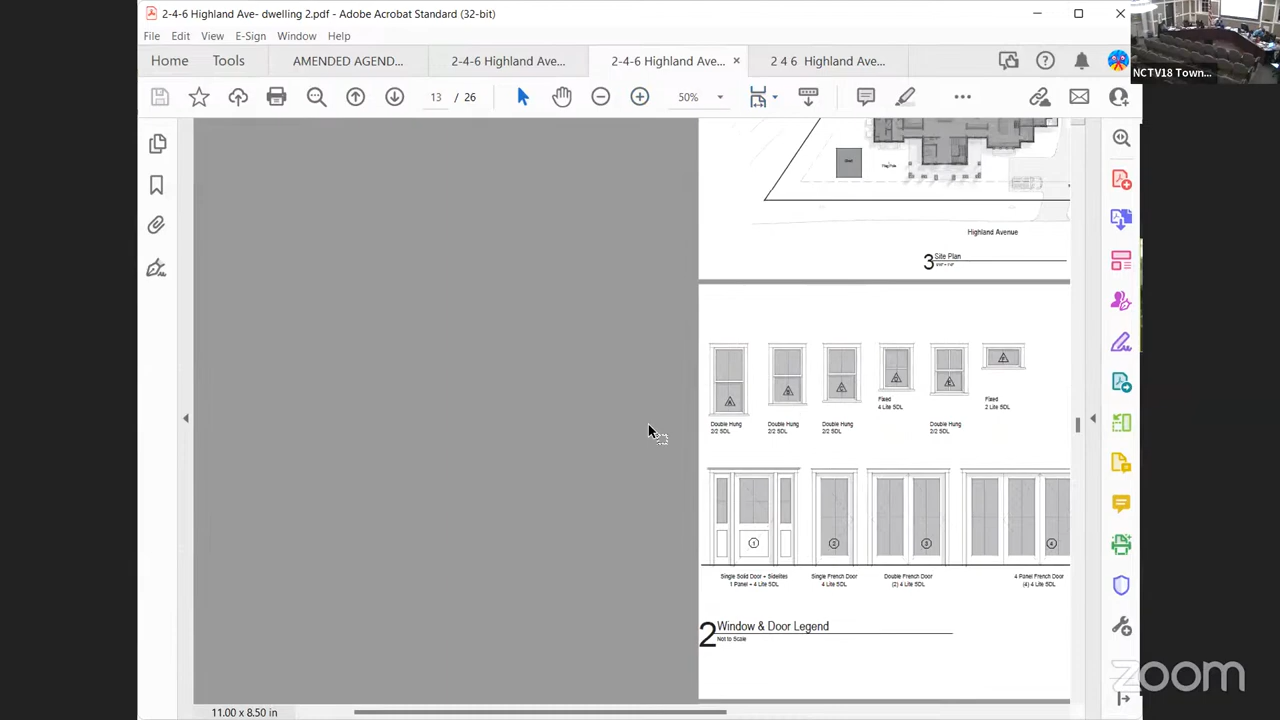 2-4-6 Highland Ave- dwelling 2.pdf - Adobe Acrobat Standard (32-bit)
File Edit View E-Sign Window Help
Home Tools AMENDED AGEND... 2-4-6 Highland Ave... 2-4-6 Highland Ave... × 2 4 6 Highland Ave...
NCTV18 Town...
13 / 26 50%
Highland Avenue
3 Site Plan
A B C D E F
Fixed
4 Lite SDL
Fixed
2 Lite SDL
Double Hung
2/2 SDL
Double Hung
2/2 SDL
Double Hung
2/2 SDL
Double Hung
2/2 SDL
1 2 3 4
Single Solid Door + Sidelites
1 Panel + 4 Lite SDL
Single French Door
4 Lite SDL
Double French Door
(2) 4 Lite SDL
4 Panel French Door
(4) 4 Lite SDL
2 Window & Door Legend
Not to Scale
zoom
11.00 x 8.50 in